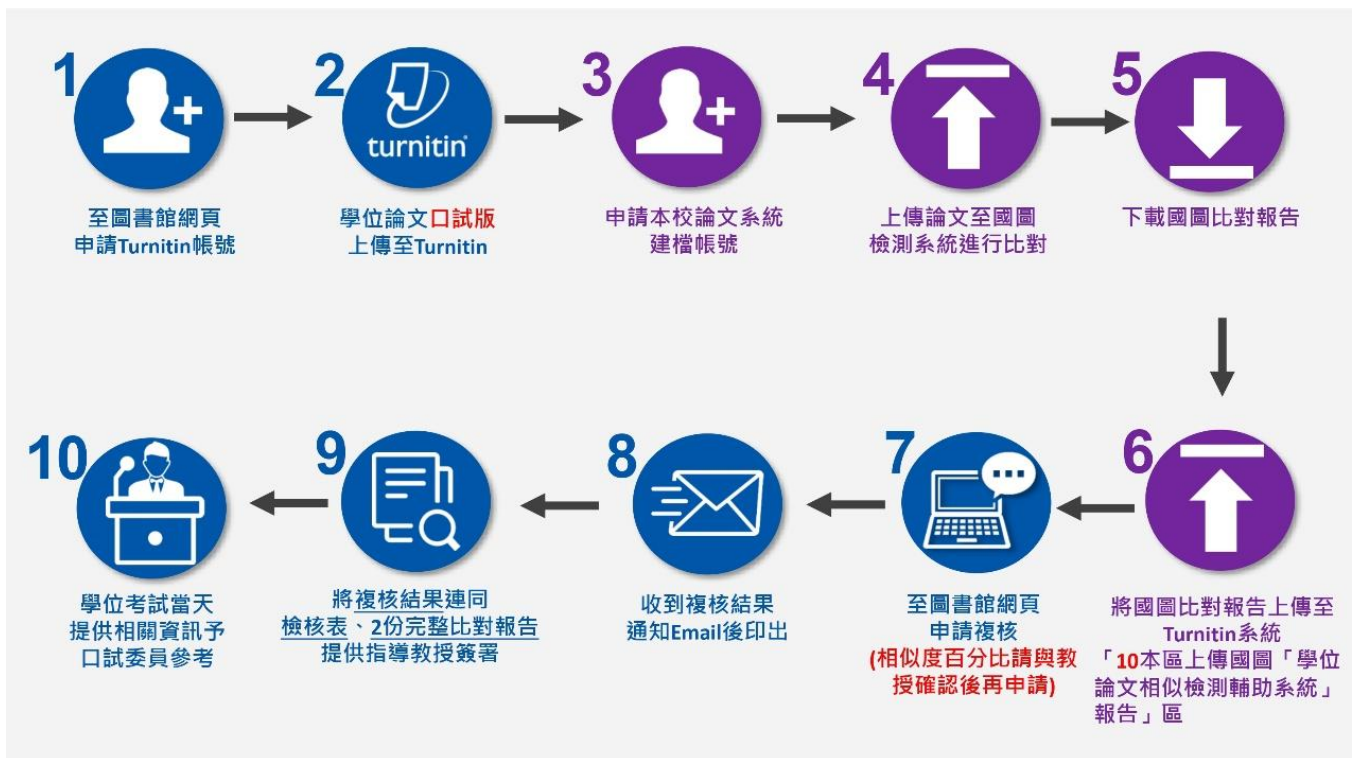 1
至圖書館網頁
申請Turnitin帳號
2
turnitin
學位論文口試版
上傳至Turnitin
3
申請本校論文系統
建檔帳號
4
上傳論文至國圖
檢測系統進行比對
5
下載國圖比對報告
6
將國圖比對報告上傳至
Turnitin系統
「10本區上傳國圖「學位
論文相似檢測輔助系統」
報告」區
7
至圖書館網頁
申請複核
(相似度百分比請與教
授確認後再申請)
8
收到複核結果
通知Email後印出
9
將複核結果連同
檢核表、2份完整比對報告
提供指導教授簽署
10
學位考試當天
提供相關資訊予
口試委員參考